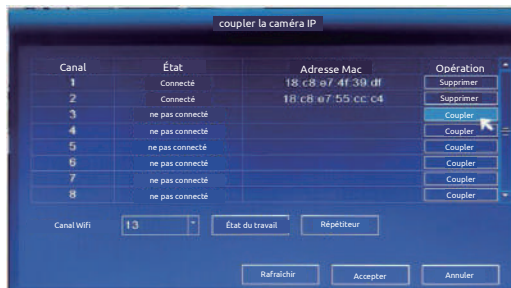 coupler la caméra IP
Canal État Adresse Mac Opération
1 Connecté 18:c8:e7:4f:39:df Supprimer
2 Connecté 18:c8:e7:55:cc:c4 Supprimer
3 ne pas connecté Coupler
4 ne pas connecté Coupler
5 ne pas connecté Coupler
6 ne pas connecté Coupler
7 ne pas connecté Coupler
8 ne pas connecté Coupler
Canal Wifi 13 État du travail Répétiteur
Rafraîchir Accepter Annuler